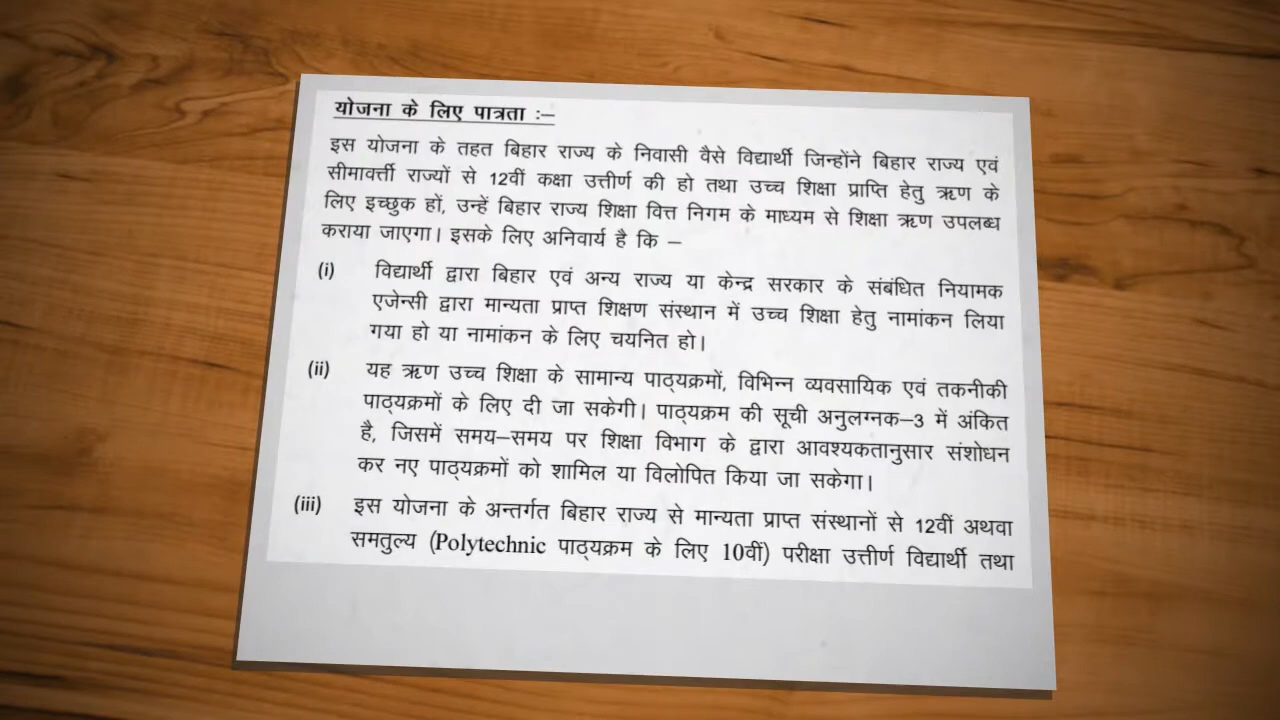 योजना के लिए पात्रता :–
इस योजना के तहत बिहार राज्य के निवासी वैसे विद्यार्थी जिन्होंने बिहार राज्य एवं
सीमावर्त्ती राज्यों से 12वीं कक्षा उत्तीर्ण की हो तथा उच्च शिक्षा प्राप्ति हेतु ऋण के
लिए इच्छुक हों, उन्हें बिहार राज्य शिक्षा वित्त निगम के माध्यम से शिक्षा ऋण उपलब्ध
कराया जाएगा। इसके लिए अनिवार्य है कि –
(i) विद्यार्थी द्वारा बिहार एवं अन्य राज्य या केन्द्र सरकार के संबंधित नियामक
एजेन्सी द्वारा मान्यता प्राप्त शिक्षण संस्थान में उच्च शिक्षा हेतु नामांकन लिया
गया हो या नामांकन के लिए चयनित हो।
(ii) यह ऋण उच्च शिक्षा के सामान्य पाठ्यक्रमों, विभिन्न व्यवसायिक एवं तकनीकी
पाठ्यक्रमों के लिए दी जा सकेगी। पाठ्यक्रम की सूची अनुलग्नक–3 में अंकित
है, जिसमें समय–समय पर शिक्षा विभाग के द्वारा आवश्यकतानुसार संशोधन
कर नए पाठ्यक्रमों को शामिल या विलोपित किया जा सकेगा।
(iii) इस योजना के अन्तर्गत बिहार राज्य से मान्यता प्राप्त संस्थानों से 12वीं अथवा
समतुल्य (Polytechnic पाठ्यक्रम के लिए 10वीं) परीक्षा उत्तीर्ण विद्यार्थी तथा